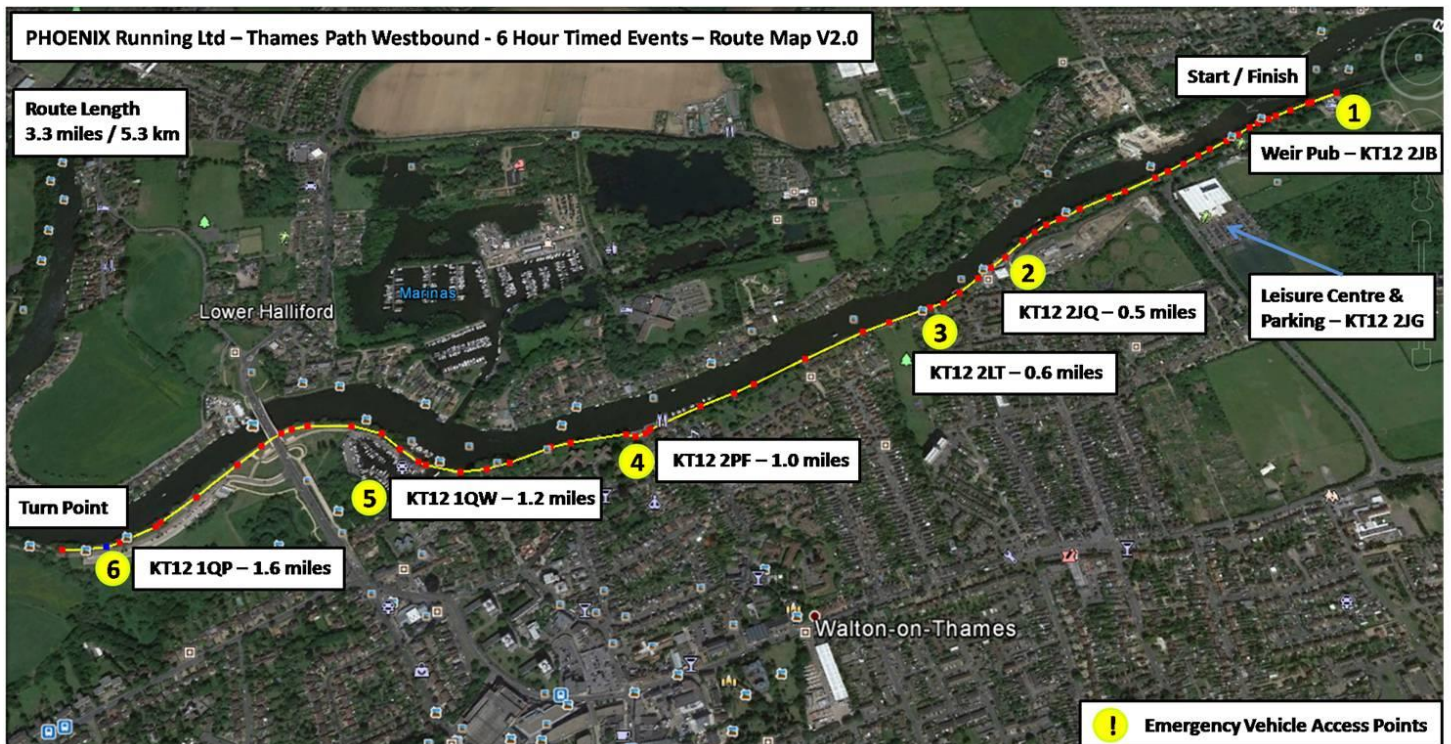 PHOENIX Running Ltd – Thames Path Westbound - 6 Hour Timed Events – Route Map V2.0
Start / Finish
Route Length
3.3 miles / 5.3 km
1
Weir Pub – KT12 2JB
2
Leisure Centre &
Parking – KT12 2JG
Marinas
Lower Halliford
KT12 2JQ – 0.5 miles
3
KT12 2LT – 0.6 miles
4
KT12 2PF – 1.0 miles
5
KT12 1QW – 1.2 miles
Turn Point
6
KT12 1QP – 1.6 miles
Walton-on-Thames
! Emergency Vehicle Access Points